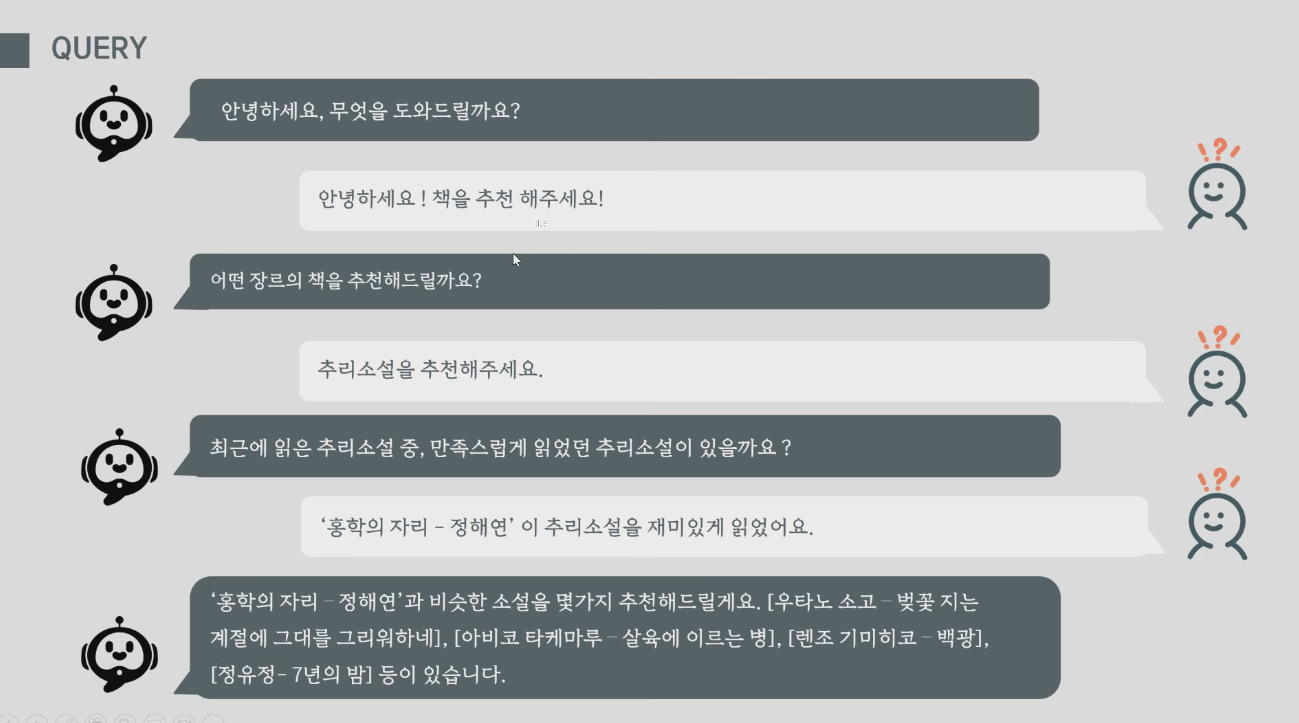 QUERY
안녕하세요, 무엇을 도와드릴까요?
안녕하세요 ! 책을 추천 해주세요!
어떤 장르의 책을 추천해드릴까요?
추리소설을 추천해주세요.
최근에 읽은 추리소설 중, 만족스럽게 읽었던 추리소설이 있을까요 ?
‘홍학의 자리 - 정해연’ 이 추리소설을 재미있게 읽었어요.
‘홍학의 자리 – 정해연’과 비슷한 소설을 몇가지 추천해드릴게요. [우타노 소고 – 벚꽃 지는
계절에 그대를 그리워하네], [아비코 타케마루 – 살육에 이르는 병], [렌조 기미히코 – 백광],
[정유정- 7년의 밤] 등이 있습니다.